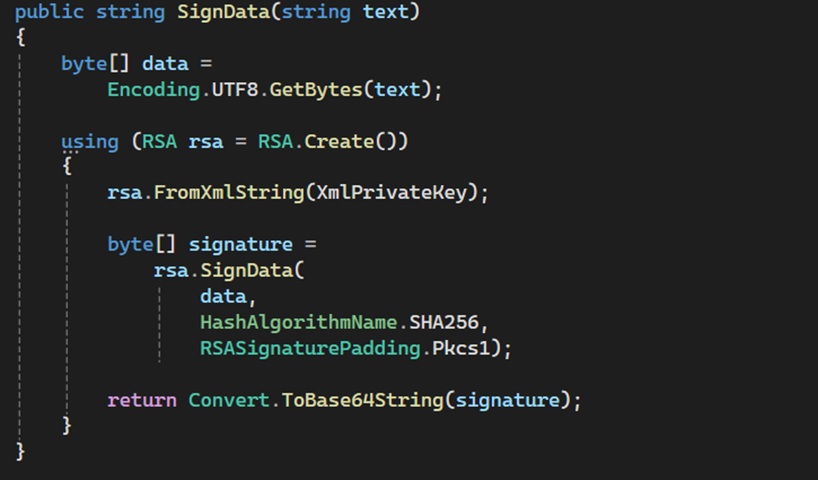 public string SignData(string text)
{
byte[] data =
Encoding.UTF8.GetBytes(text);
using (RSA rsa = RSA.Create())
{
rsa.FromXmlString(XmlPrivateKey);
byte[] signature =
rsa.SignData(
data,
HashAlgorithmName.SHA256,
RSASignaturePadding.Pkcs1);
return Convert.ToBase64String(signature);
}
}